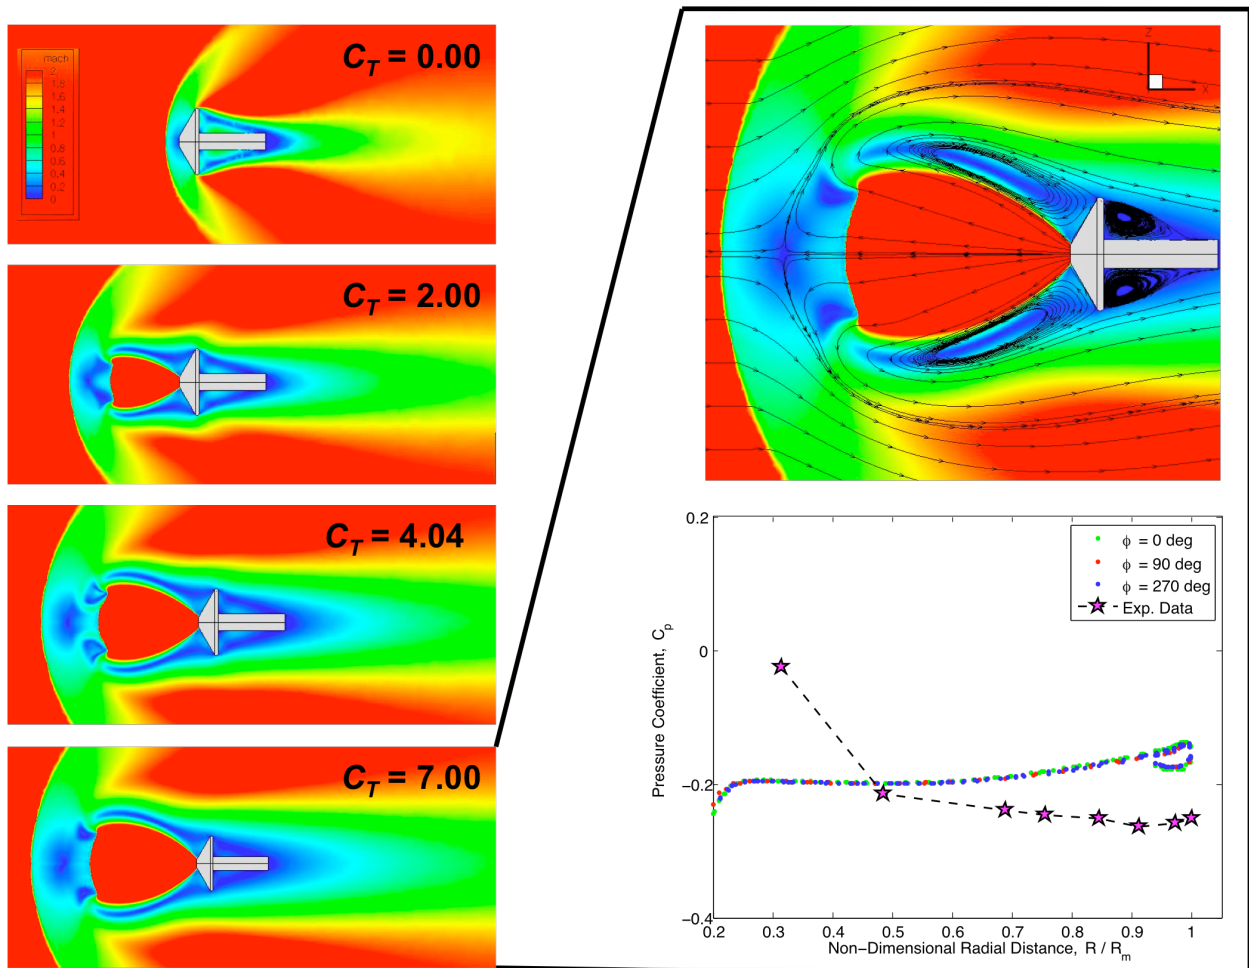 C_T = 0.00
mach
2
1.8
1.6
1.4
1.2
1
0.8
0.6
0.4
0.2
0
C_T = 2.00
C_T = 4.04
C_T = 7.00
Z
X
0.2
0
−0.2
−0.4
Pressure Coefficient, C_p
ϕ = 0 deg
ϕ = 90 deg
ϕ = 270 deg
Exp. Data
0.2 0.3 0.4 0.5 0.6 0.7 0.8 0.9 1
Non-Dimensional Radial Distance, R / R_m